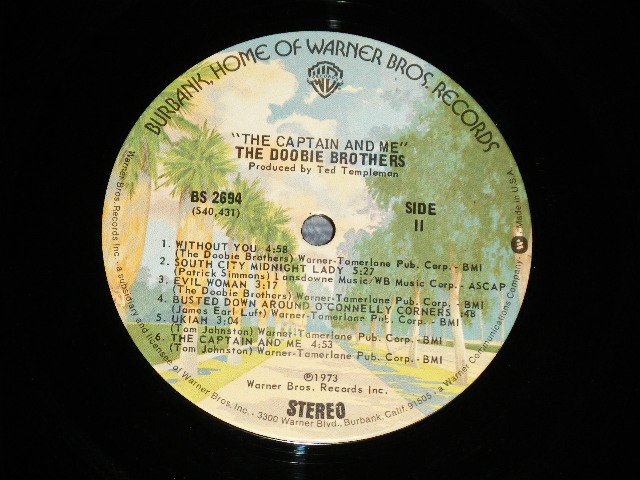 BURBANK, HOME OF WARNER BROS. RECORDS
"THE CAPTAIN AND ME"
THE DOOBIE BROTHERS
Produced by Ted Templeman
BS 2694
(S40,431)
SIDE
II
1. WITHOUT YOU 4:58
(The Doobie Brothers) Warner-Tamerlane Pub. Corp.-BMI
2. SOUTH CITY MIDNIGHT LADY 5:27
(Patrick Simmons) Lansdowne Music/WB Music Corp.-ASCAP
3. EVIL WOMAN 3:17
(The Doobie Brothers) Warner-Tamerlane Pub. Corp.-BMI
4. BUSTED DOWN AROUND O'CONNELLY CORNERS :48
(James Earl Luft) Warner-Tamerlane Pub. Corp.-BMI
5. UKIAH 3:04
(Tom Johnston) Warner-Tamerlane Pub. Corp.-BMI
6. THE CAPTAIN AND ME 4:53
(Tom Johnston) Warner-Tamerlane Pub. Corp.-BMI
℗1973
Warner Bros. Records Inc.
STEREO
Warner Bros. Records Inc. • a subsidiary and licensee of Warner Bros. Inc. • 3300 Warner Blvd., Burbank, Calif. 91505 • a Warner Communications Company • W Made in U.S.A.